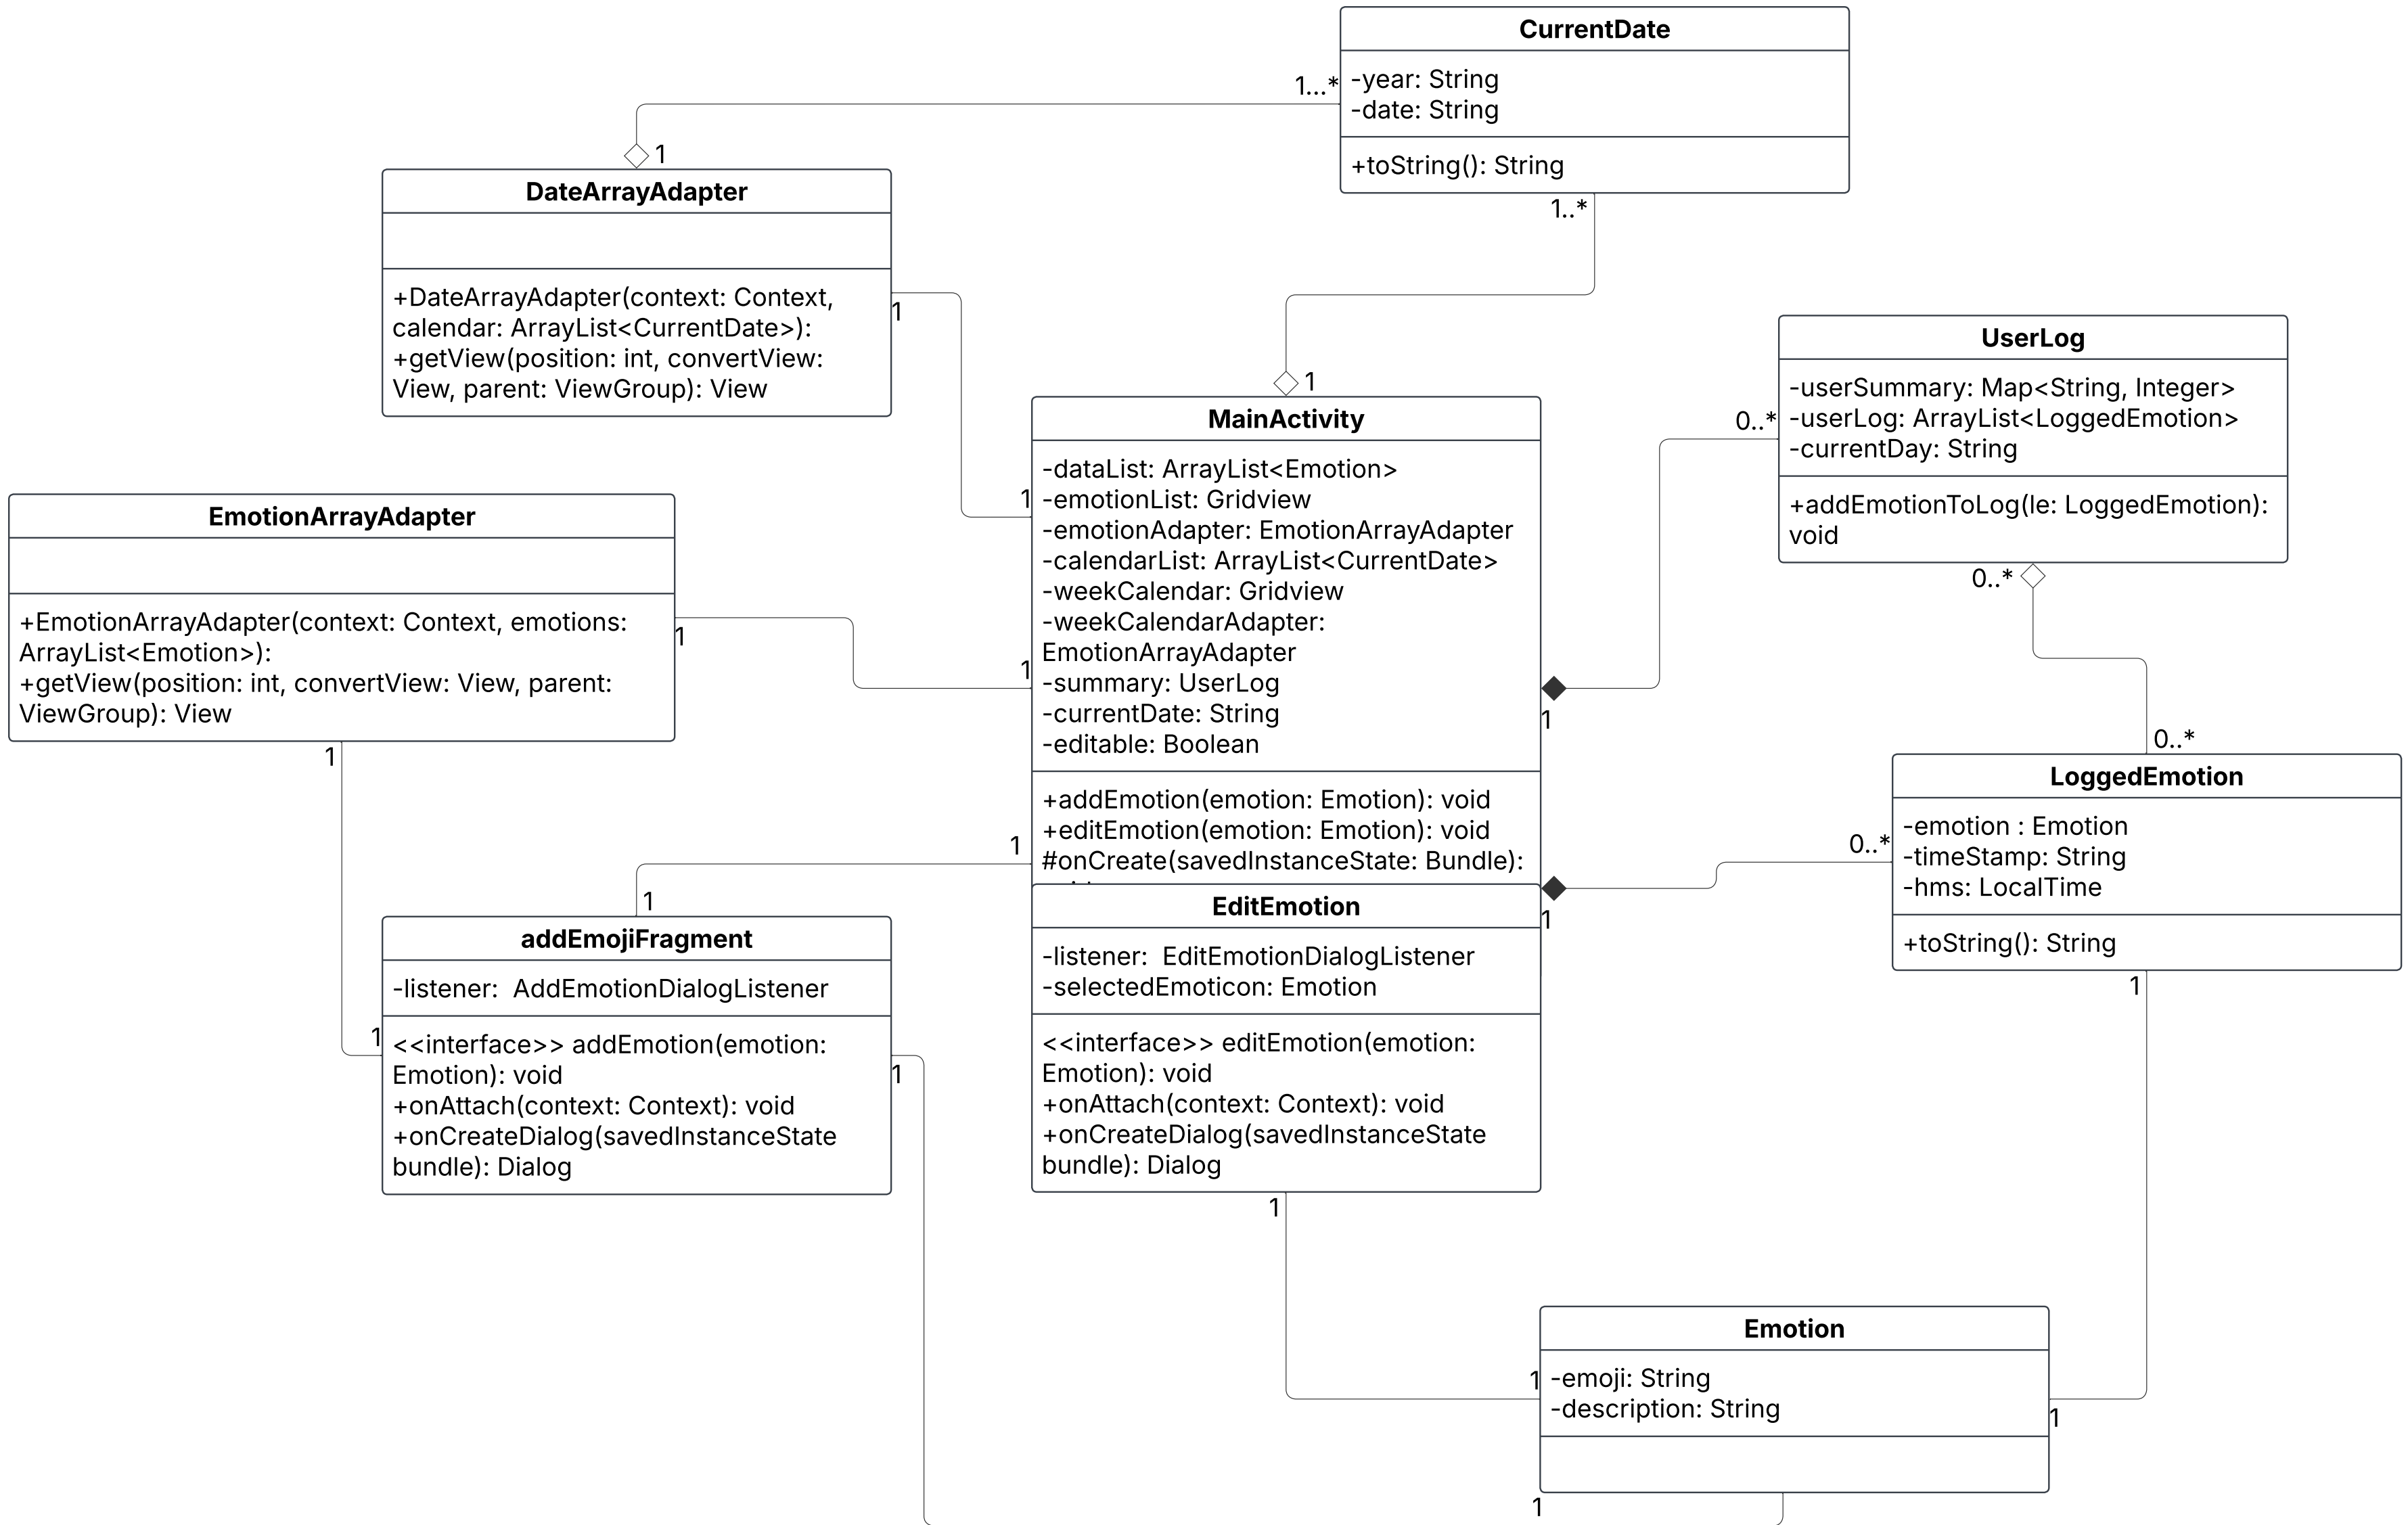 CurrentDate
1...*
-year: String
-date: String
+toString(): String
1..*
1
DateArrayAdapter
+DateArrayAdapter(context: Context,
calendar: ArrayList<CurrentDate>):
+getView(position: int, convertView:
View, parent: ViewGroup): View
1
1
UserLog
-userSummary: Map<String, Integer>
-userLog: ArrayList<LoggedEmotion>
-currentDay: String
+addEmotionToLog(le: LoggedEmotion):
void
0..*
0..*
MainActivity
-dataList: ArrayList<Emotion>
-emotionList: Gridview
-emotionAdapter: EmotionArrayAdapter
-calendarList: ArrayList<CurrentDate>
-weekCalendar: Gridview
-weekCalendarAdapter:
EmotionArrayAdapter
-summary: UserLog
-currentDate: String
-editable: Boolean
+addEmotion(emotion: Emotion): void
+editEmotion(emotion: Emotion): void
#onCreate(savedInstanceState: Bundle):
1
1
1
1
1
EmotionArrayAdapter
+EmotionArrayAdapter(context: Context, emotions:
ArrayList<Emotion>):
+getView(position: int, convertView: View, parent:
ViewGroup): View
1
1
0..*
0..*
LoggedEmotion
-emotion : Emotion
-timeStamp: String
-hms: LocalTime
+toString(): String
1
1
addEmojiFragment
-listener:  AddEmotionDialogListener
<<interface>> addEmotion(emotion:
Emotion): void
+onAttach(context: Context): void
+onCreateDialog(savedInstanceState
bundle): Dialog
1
1
EditEmotion
-listener:  EditEmotionDialogListener
-selectedEmoticon: Emotion
<<interface>> editEmotion(emotion:
Emotion): void
+onAttach(context: Context): void
+onCreateDialog(savedInstanceState
bundle): Dialog
1
1
Emotion
-emoji: String
-description: String
1
1